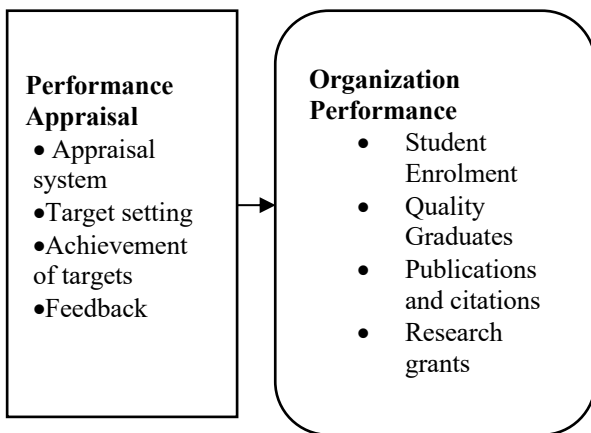 Performance
Appraisal
• Appraisal
system
•Target setting
•Achievement
of targets
•Feedback
Organization
Performance
• Student
Enrolment
• Quality
Graduates
• Publications
and citations
• Research
grants